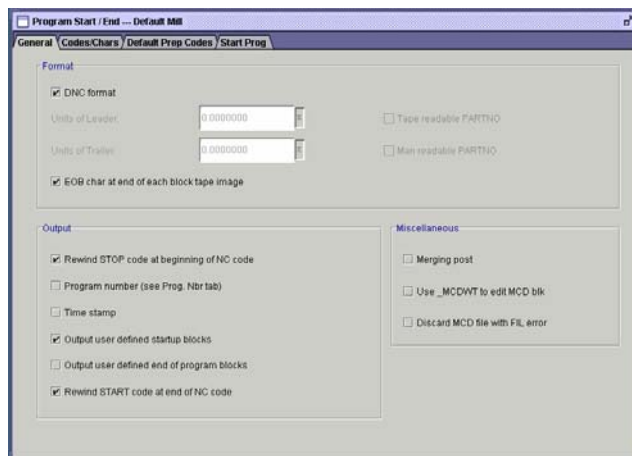 Program Start / End --- Default Mill
General Codes/Chars Default Prep Codes Start Prog
Format
DNC format
Units of Leader: 0.0000000 Tape readable PARTNO
Units of Trailer: 0.0000000 Man readable PARTNO
EOB char at end of each block tape image
Output
Rewind STOP code at beginning of NC code
Program number (see Prog. Nbr tab)
Time stamp
Output user defined startup blocks
Output user defined end of program blocks
Rewind START code at end of NC code
Miscellaneous
Merging post
Use _MCDWT to edit MCD blk
Discard MCD file with FIL error